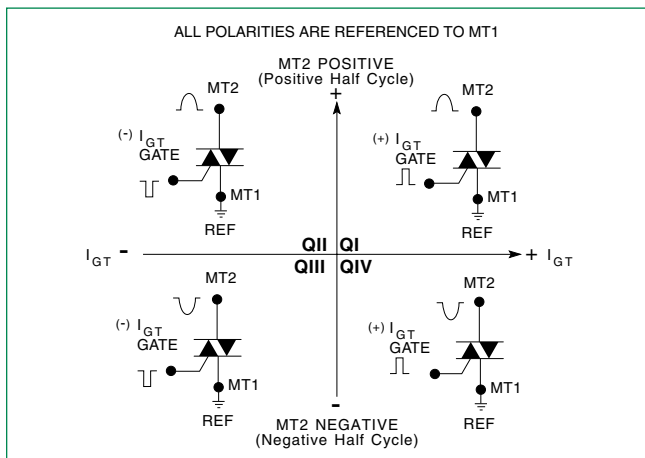 ALL POLARITIES ARE REFERENCED TO MT1
MT2 POSITIVE
(Positive Half Cycle)
+
MT2
(-) IGT
GATE
MT1
REF
MT2
(+) IGT
GATE
MT1
REF
IGT -
QII QI
QIII QIV
+ IGT
MT2
(-) IGT
GATE
MT1
REF
MT2
(+) IGT
GATE
MT1
REF
-
MT2 NEGATIVE
(Negative Half Cycle)